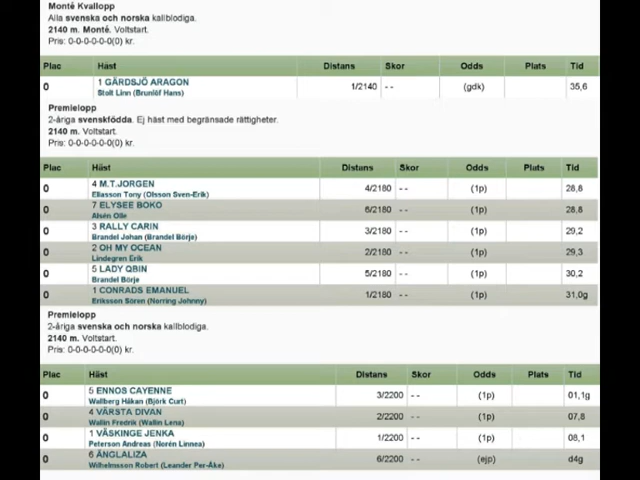 Monté Kvallopp
Alla svenska och norska kallblodiga.
2140 m. Monté. Voltstart.
Pris: 0-0-0-0-0-0(0) kr.
Plac Häst Distans Skor Odds Plats Tid
0 1 GÅRDSJÖ ARAGON 1/2140 - - (gdk) 35,6
Stolt Linn (Brunlöf Hans)
Premielopp
2-åriga svenskfödda. Ej häst med begränsade rättigheter.
2140 m. Voltstart.
Pris: 0-0-0-0-0-0(0) kr.
Plac Häst Distans Skor Odds Plats Tid
0 4 M.T.JORGEN 4/2180 - - (1p) 28,8
Eliasson Tony (Olsson Sven-Erik)
0 7 ELYSEE BOKO 6/2180 - - (1p) 28,8
Alsén Olle
0 3 RALLY CARIN 3/2180 - - (1p) 29,2
Brandel Johan (Brandel Börje)
0 2 OH MY OCEAN 2/2180 - - (1p) 29,3
Lindegren Erik
0 5 LADY QBIN 5/2180 - - (1p) 30,2
Brandel Börje
0 1 CONRADS EMANUEL 1/2180 - - (1p) 31,0g
Eriksson Sören (Norring Johnny)
Premielopp
2-åriga svenska och norska kallblodiga.
2140 m. Voltstart.
Pris: 0-0-0-0-0-0(0) kr.
Plac Häst Distans Skor Odds Plats Tid
0 5 ENNOS CAYENNE 3/2200 - - (1p) 01,1g
Wallberg Håkan (Björk Curt)
0 4 VÄRSTA DIVAN 2/2200 - - (1p) 07,8
Wallin Fredrik (Wallin Lena)
0 1 VÄSKINGE JENKA 1/2200 - - (1p) 08,1
Peterson Andreas (Norén Linnea)
0 6 ÄNGLALIZA 6/2200 - - (ejp) d4g
Wilhelmsson Robert (Leander Per-Åke)